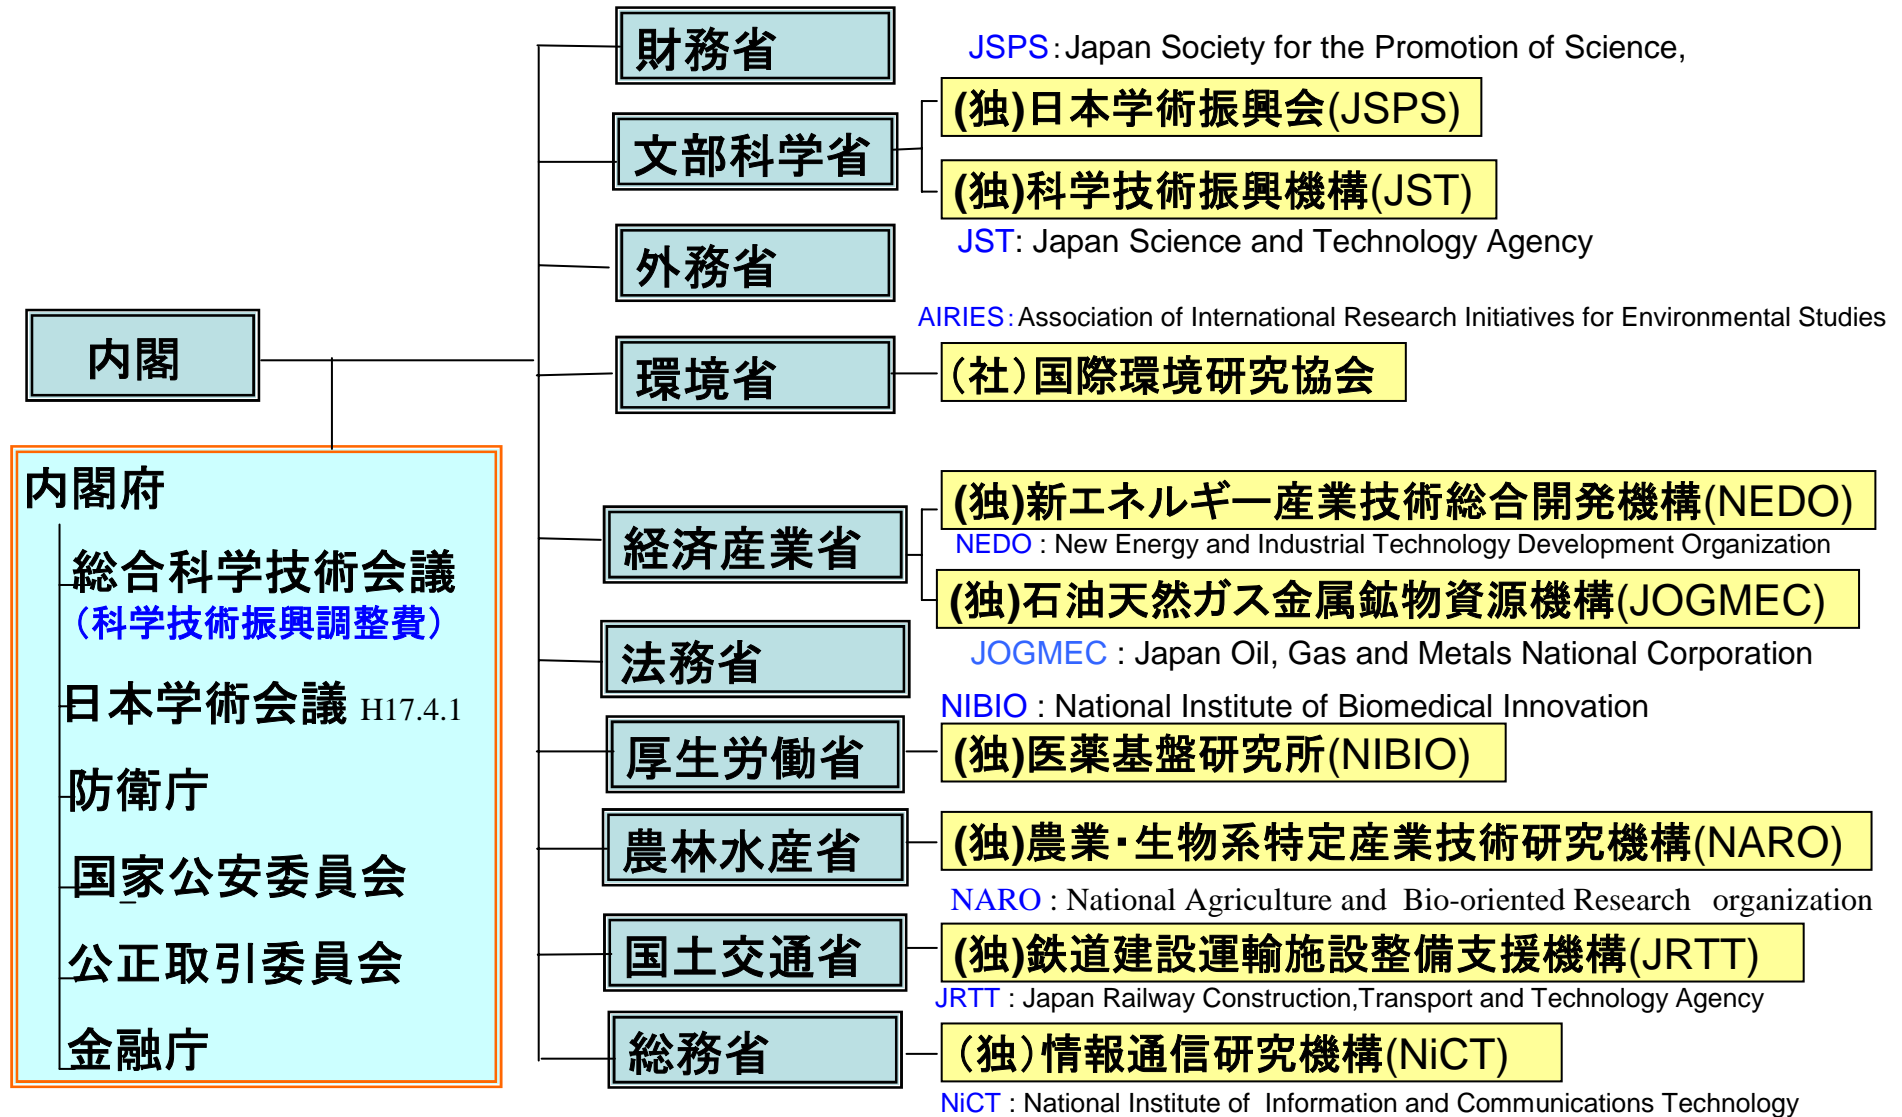 財務省
JSPS：Japan Society for the Promotion of Science,
(独)日本学術振興会(JSPS)
文部科学省
(独)科学技術振興機構(JST)
JST: Japan Science and Technology Agency
外務省
AIRIES：Association of International Research Initiatives for Environmental Studies
内閣
環境省
（社）国際環境研究協会
内閣府
総合科学技術会議
（科学技術振興調整費）
日本学術会議 H17.4.1
防衛庁
国家公安委員会
公正取引委員会
金融庁
(独)新エネルギー産業技術総合開発機構(NEDO)
経済産業省
NEDO : New Energy and Industrial Technology Development Organization
(独)石油天然ガス金属鉱物資源機構(JOGMEC)
JOGMEC : Japan Oil, Gas and Metals National Corporation
法務省
NIBIO : National Institute of Biomedical Innovation
厚生労働省
(独)医薬基盤研究所(NIBIO)
農林水産省
(独)農業・生物系特定産業技術研究機構(NARO)
NARO : National Agriculture and Bio-oriented Research organization
国土交通省
(独)鉄道建設運輸施設整備支援機構(JRTT)
JRTT : Japan Railway Construction,Transport and Technology Agency
総務省
（独）情報通信研究機構(NiCT)
NiCT : National Institute of Information and Communications Technology